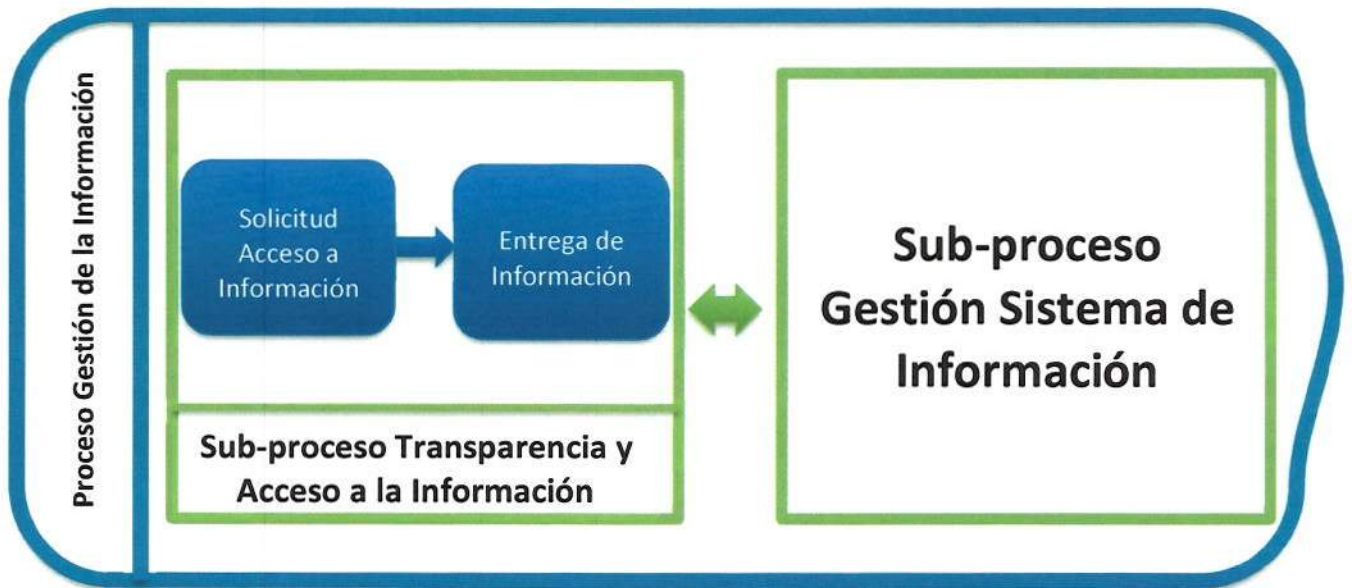 Proceso Gestión de la Información
Solicitud
Acceso a
Información
Entrega de
Información
Sub-proceso Transparencia y
Acceso a la Información
Sub-proceso
Gestión Sistema de
Información